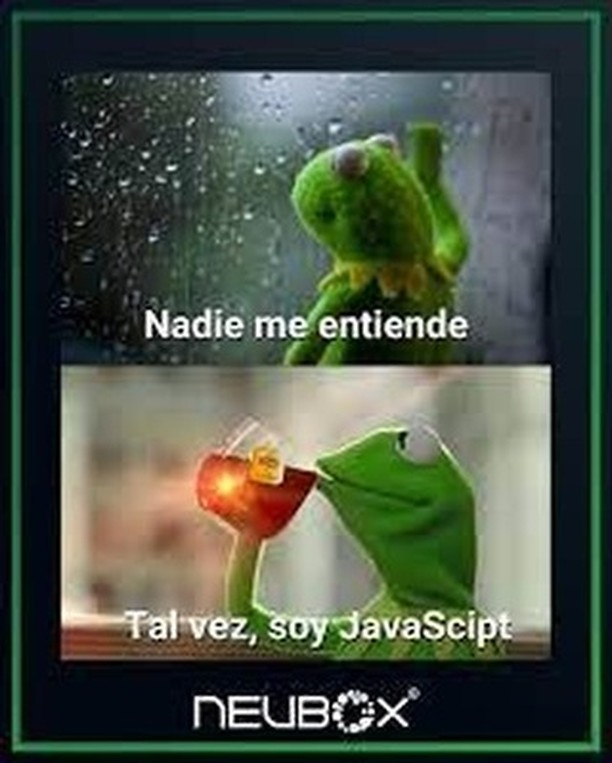 Nadie me entiende
Tal vez, soy JavaScipt
NEUBOX®